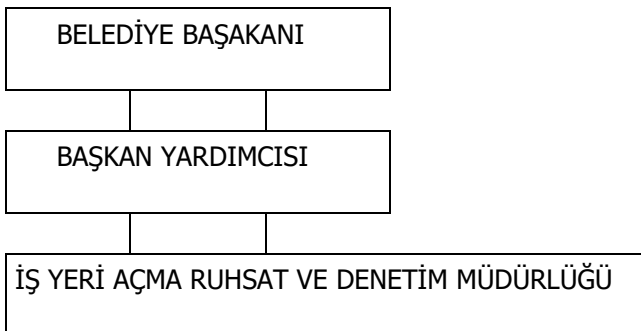 BELEDİYE BAŞAKANI
BAŞKAN YARDIMCISI
İŞ YERİ AÇMA RUHSAT VE DENETİM MÜDÜRLÜĞÜ